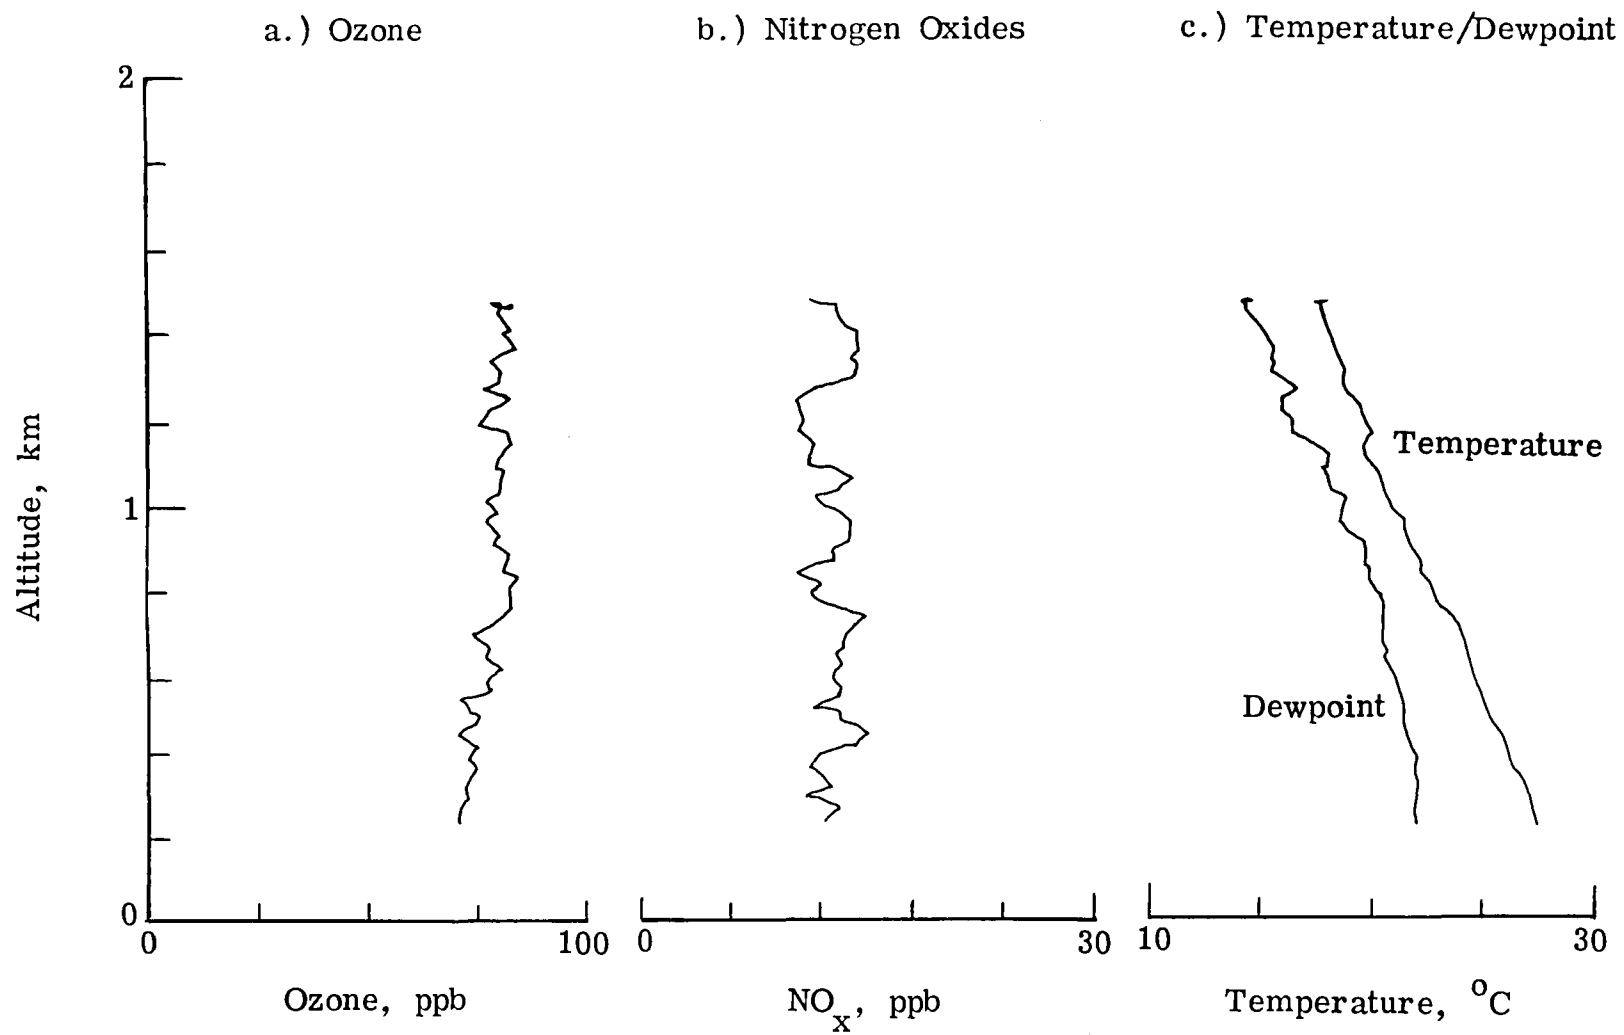 a.) Ozone
b.) Nitrogen Oxides
c.) Temperature/Dewpoint
2
1
0
Altitude, km
Temperature
Dewpoint
0
100
0
30
10
30
Ozone, ppb
NOx, ppb
Temperature, °C